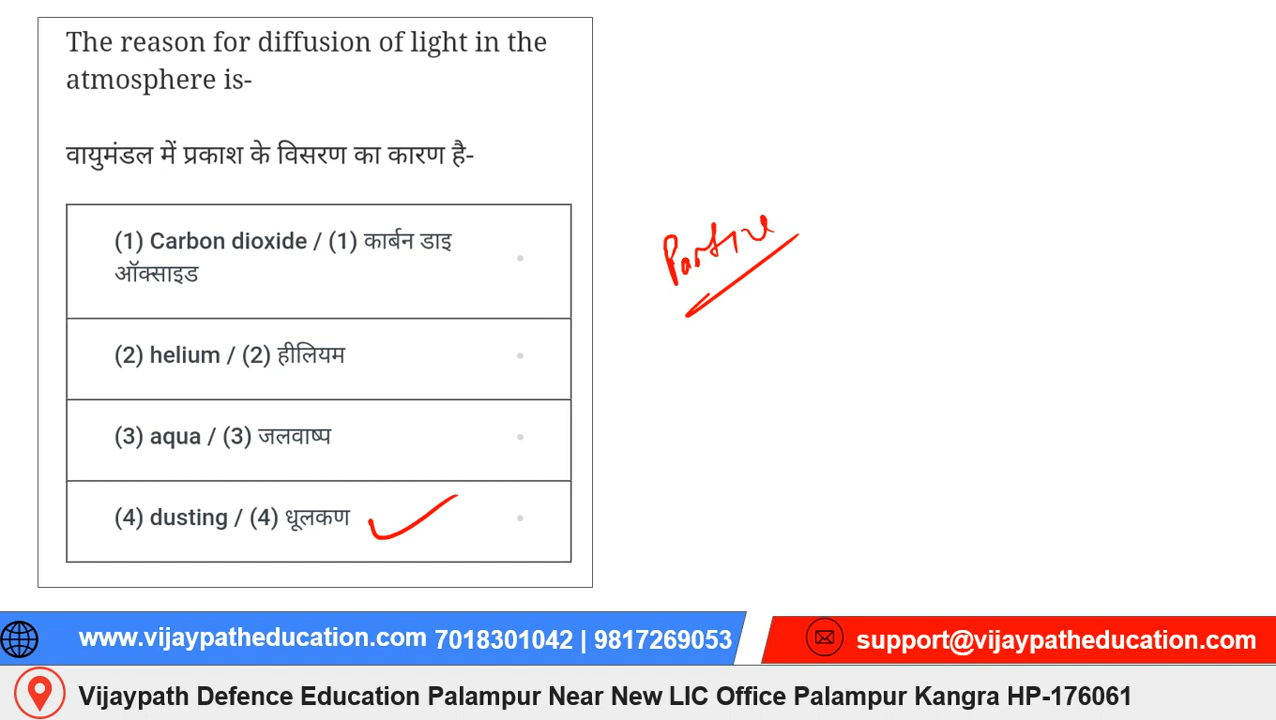 The reason for diffusion of light in the
atmosphere is-
वायुमंडल में प्रकाश के विसरण का कारण है-
(1) Carbon dioxide / (1) कार्बन डाइ
ऑक्साइड
(2) helium / (2) हीलियम
(3) aqua / (3) जलवाष्प
(4) dusting / (4) धूलकण
www.vijaypatheducation.com 7018301042 | 9817269053
support@vijaypatheducation.com
Vijaypath Defence Education Palampur Near New LIC Office Palampur Kangra HP-176061